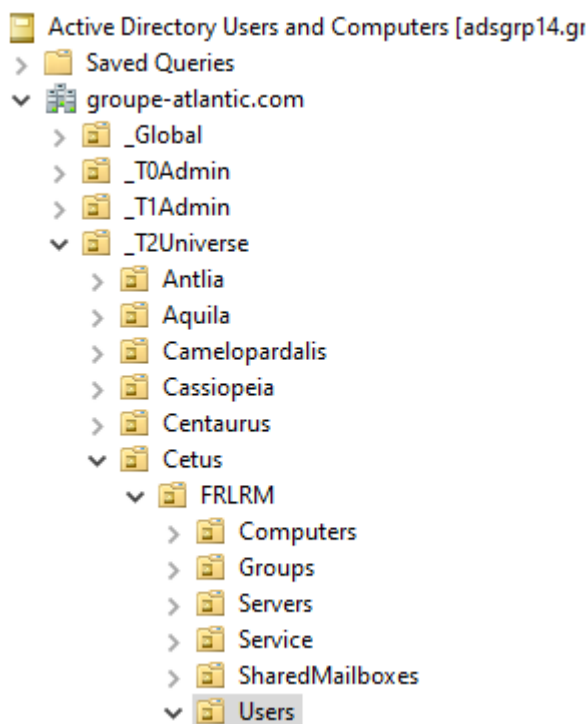 Active Directory Users and Computers [adsgrp14.gr
Saved Queries
groupe-atlantic.com
_Global
_T0Admin
_T1Admin
_T2Universe
Antlia
Aquila
Camelopardalis
Cassiopeia
Centaurus
Cetus
FRLRM
Computers
Groups
Servers
Service
SharedMailboxes
Users